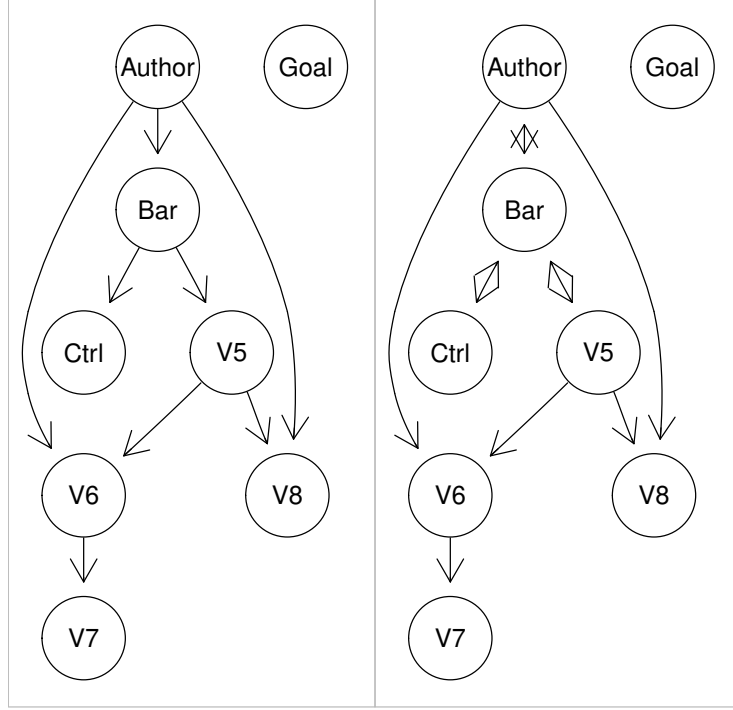 Author Goal
Bar
Ctrl V5
V6 V8
V7
Author Goal
Bar
Ctrl V5
V6 V8
V7